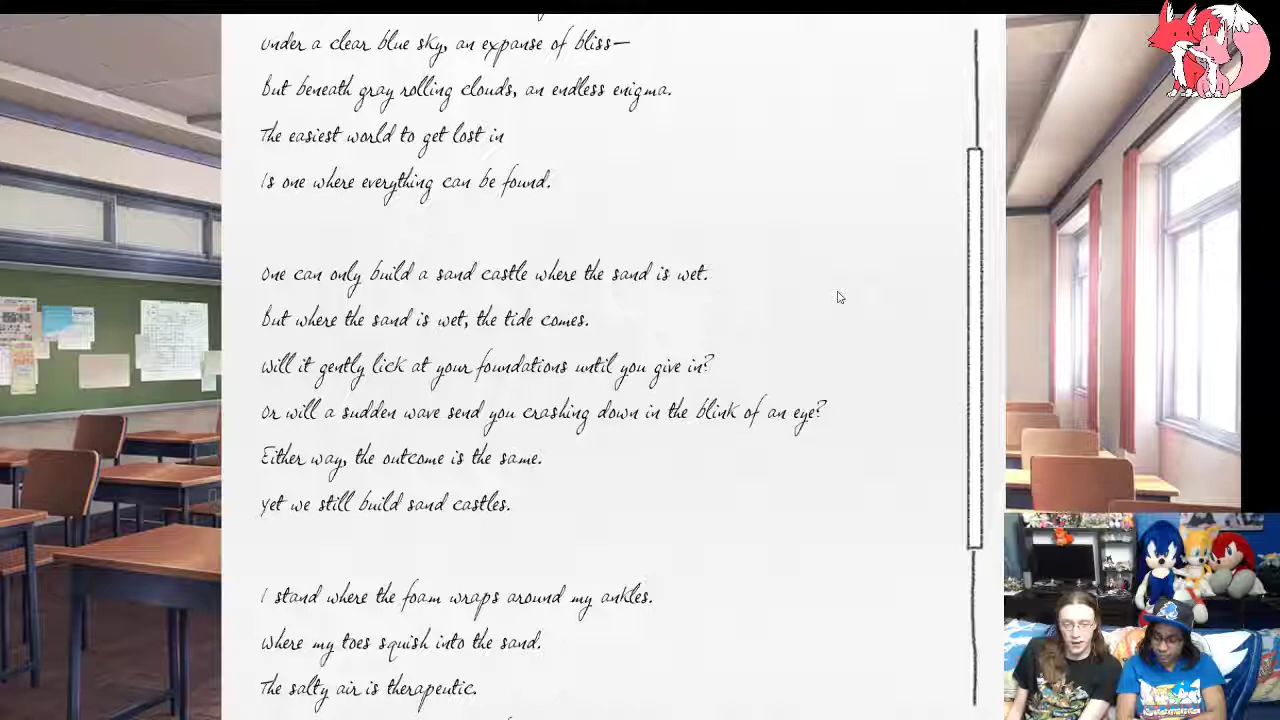 under a clear blue sky, an expanse of bliss—
But beneath gray rolling clouds, an endless enigma.
The easiest world to get lost in
Is one where everything can be found.
One can only build a sand castle where the sand is wet.
But where the sand is wet, the tide comes.
Will it gently lick at your foundations until you give in?
Or will a sudden wave send you crashing down in the blink of an eye?
Either way, the outcome is the same.
Yet we still build sand castles.
I stand where the foam wraps around my ankles.
Where my toes squish into the sand.
The salty air is therapeutic.